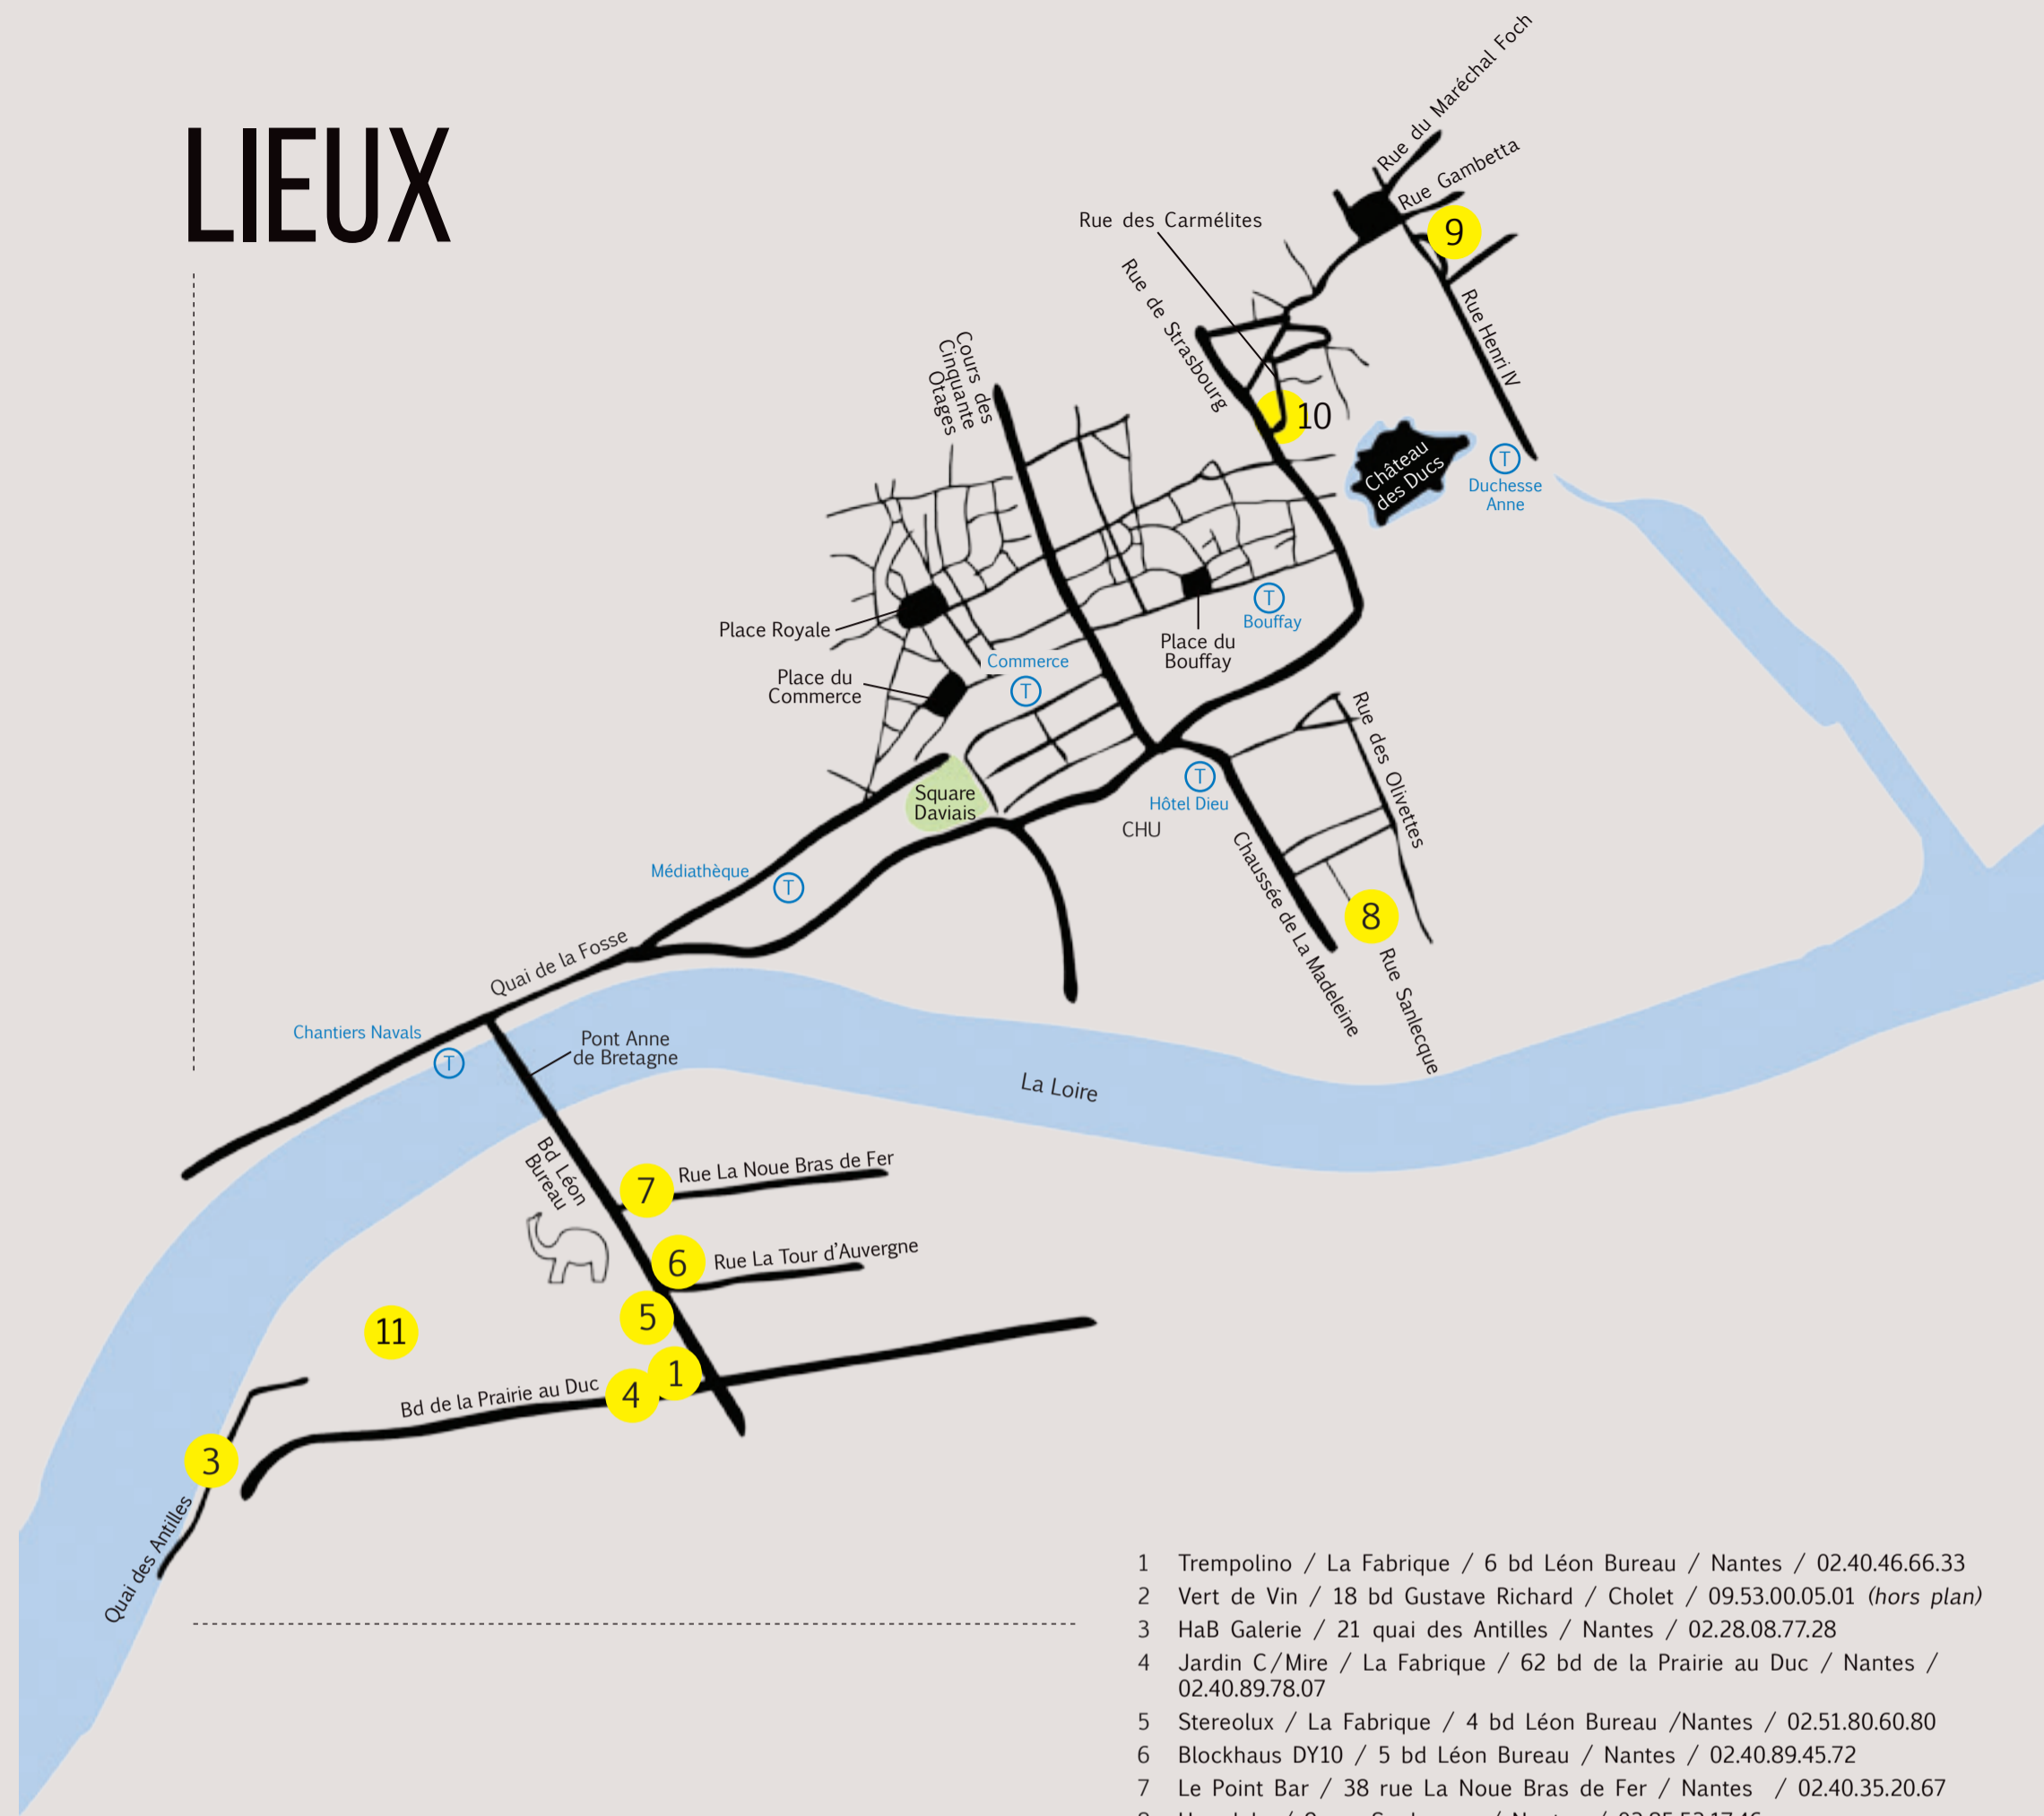 LIEUX
Rue du Maréchal Foch
Rue Gambetta
9
Rue des Carmélites
Rue de Strasbourg
Rue Henri IV
Cours des
Cinquante
Otages
10
Château
des Ducs
T
Duchesse
Anne
Place Royale
T
Bouffay
Place du
Bouffay
Commerce
T
Place du
Commerce
Rue des Olivettes
Square
Daviais
T
Hôtel Dieu
CHU
Médiathèque
T
Chaussée de La Madeleine
8
Rue Sanlecque
Quai de la Fosse
Chantiers Navals
T
Pont Anne
de Bretagne
La Loire
Bd Léon
Bureau
7
Rue La Noue Bras de Fer
6
Rue La Tour d'Auvergne
5
11
1
4
Bd de la Prairie au Duc
3
Quai des Antilles
1 Trempolino / La Fabrique / 6 bd Léon Bureau / Nantes / 02.40.46.66.33
2 Vert de Vin / 18 bd Gustave Richard / Cholet / 09.53.00.05.01 (hors plan)
3 HaB Galerie / 21 quai des Antilles / Nantes / 02.28.08.77.28
4 Jardin C/Mire / La Fabrique / 62 bd de la Prairie au Duc / Nantes /
02.40.89.78.07
5 Stereolux / La Fabrique / 4 bd Léon Bureau /Nantes / 02.51.80.60.80
6 Blockhaus DY10 / 5 bd Léon Bureau / Nantes / 02.40.89.45.72
7 Le Point Bar / 38 rue La Noue Bras de Fer / Nantes / 02.40.35.20.67